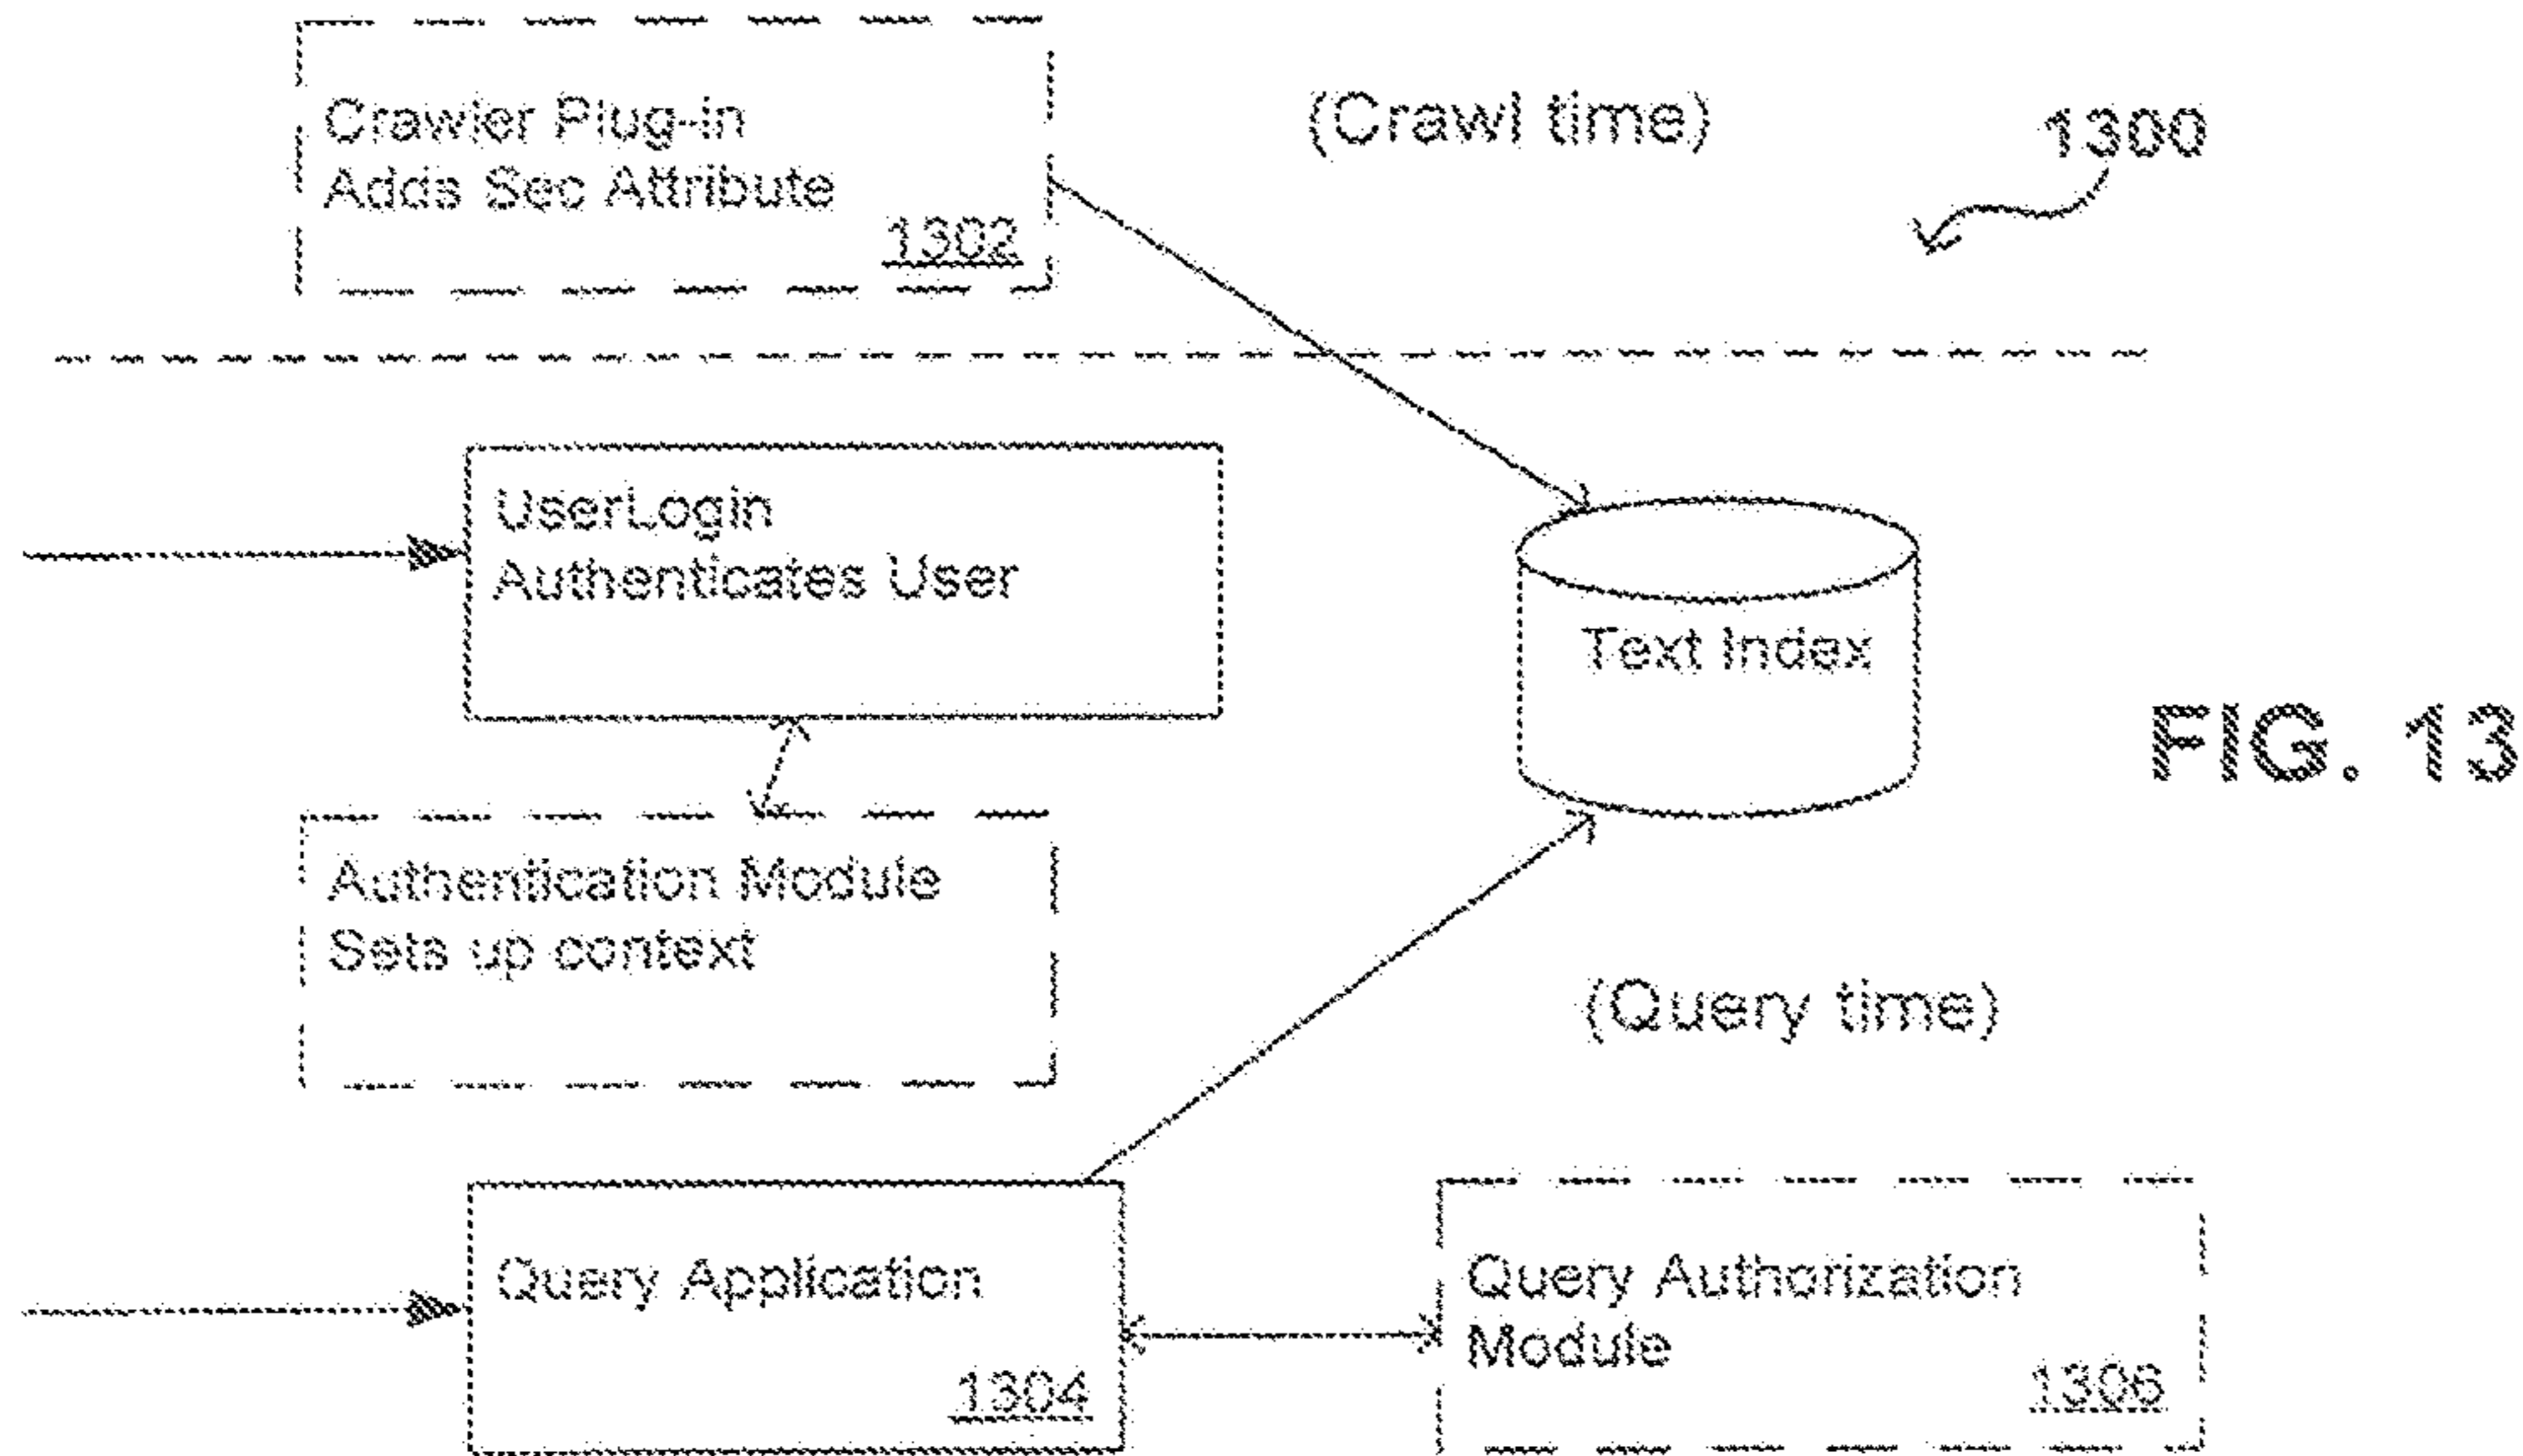 Crawler Plug-in
Adds Sec Attribute
1302
(Crawl time)
1300
UserLogin
Authenticates User
Text Index
FIG. 13
Authentication Module
Sets up context
(Query time)
Query Application
1304
Query Authorization
Module
1306